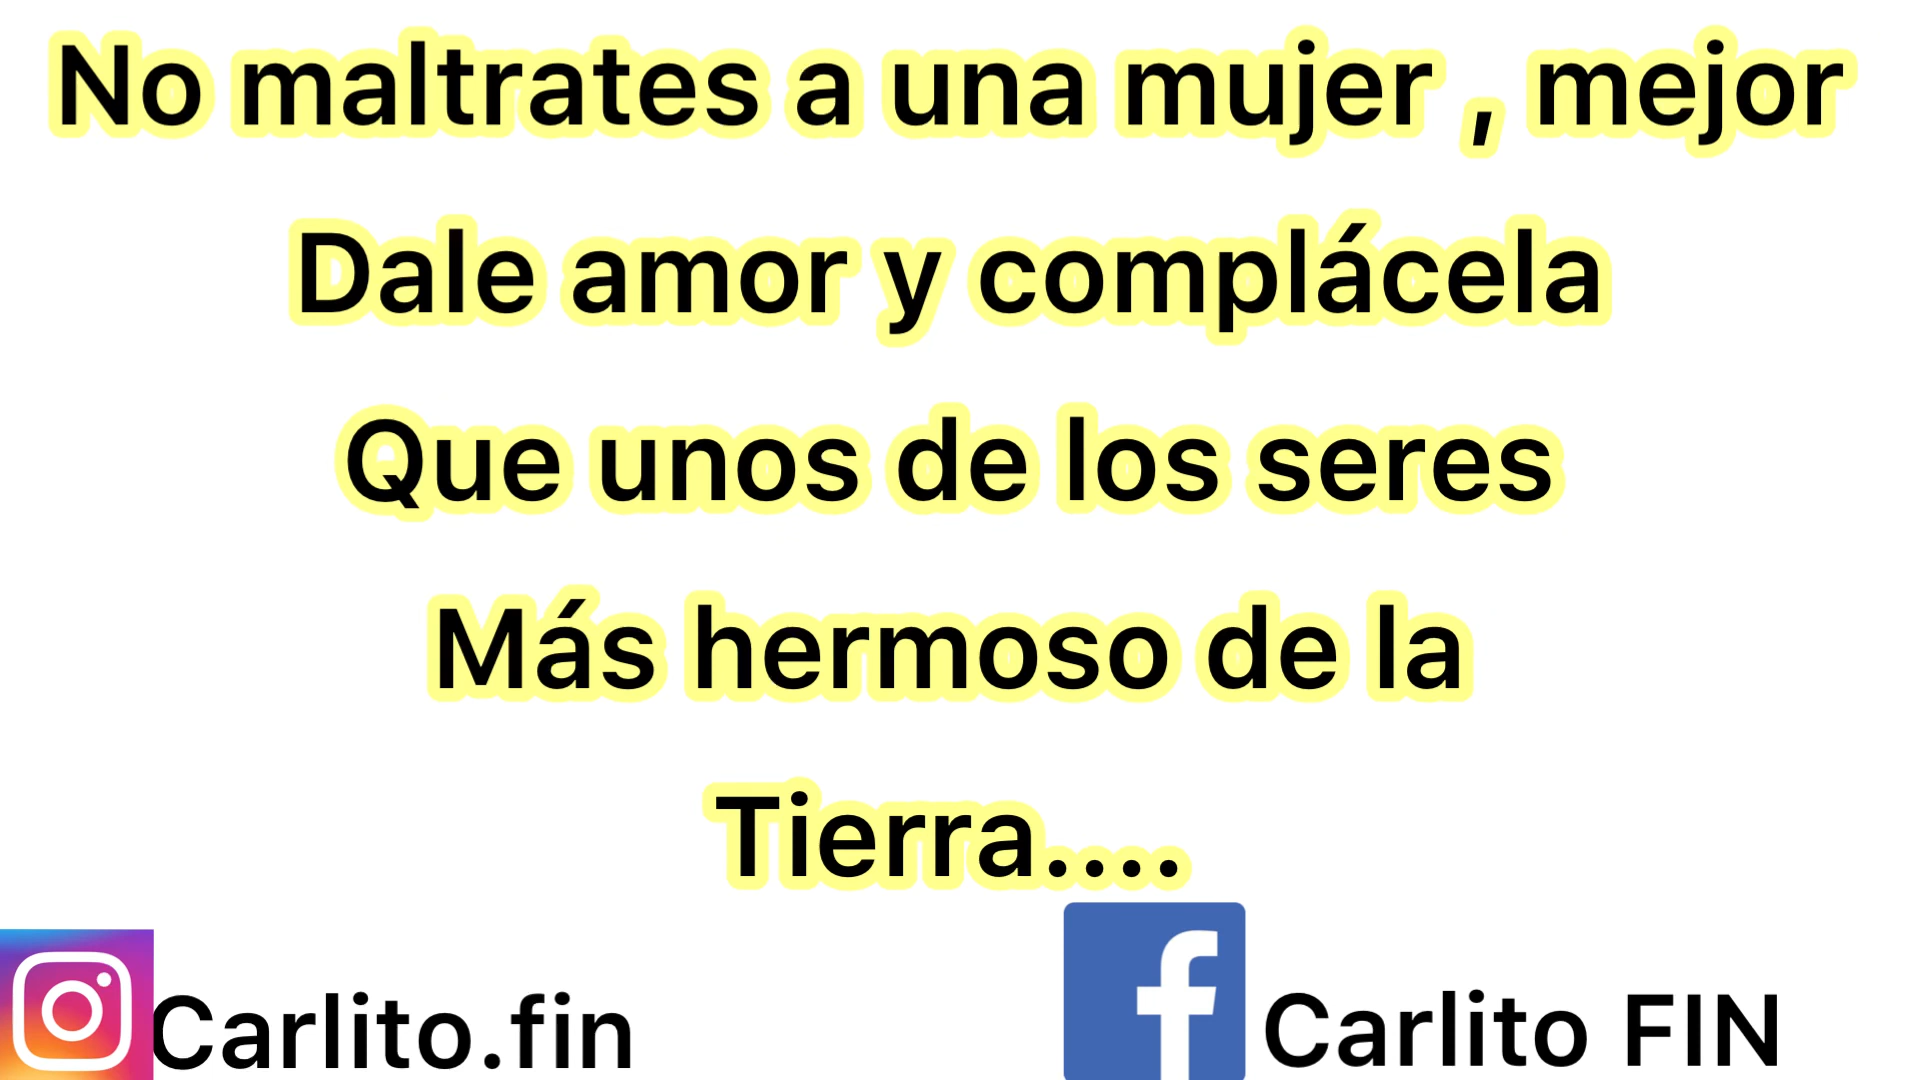 No maltrates a una mujer , mejor
Dale amor y complácela
Que unos de los seres
Más hermoso de la
Tierra....
Carlito.fin
Carlito FIN